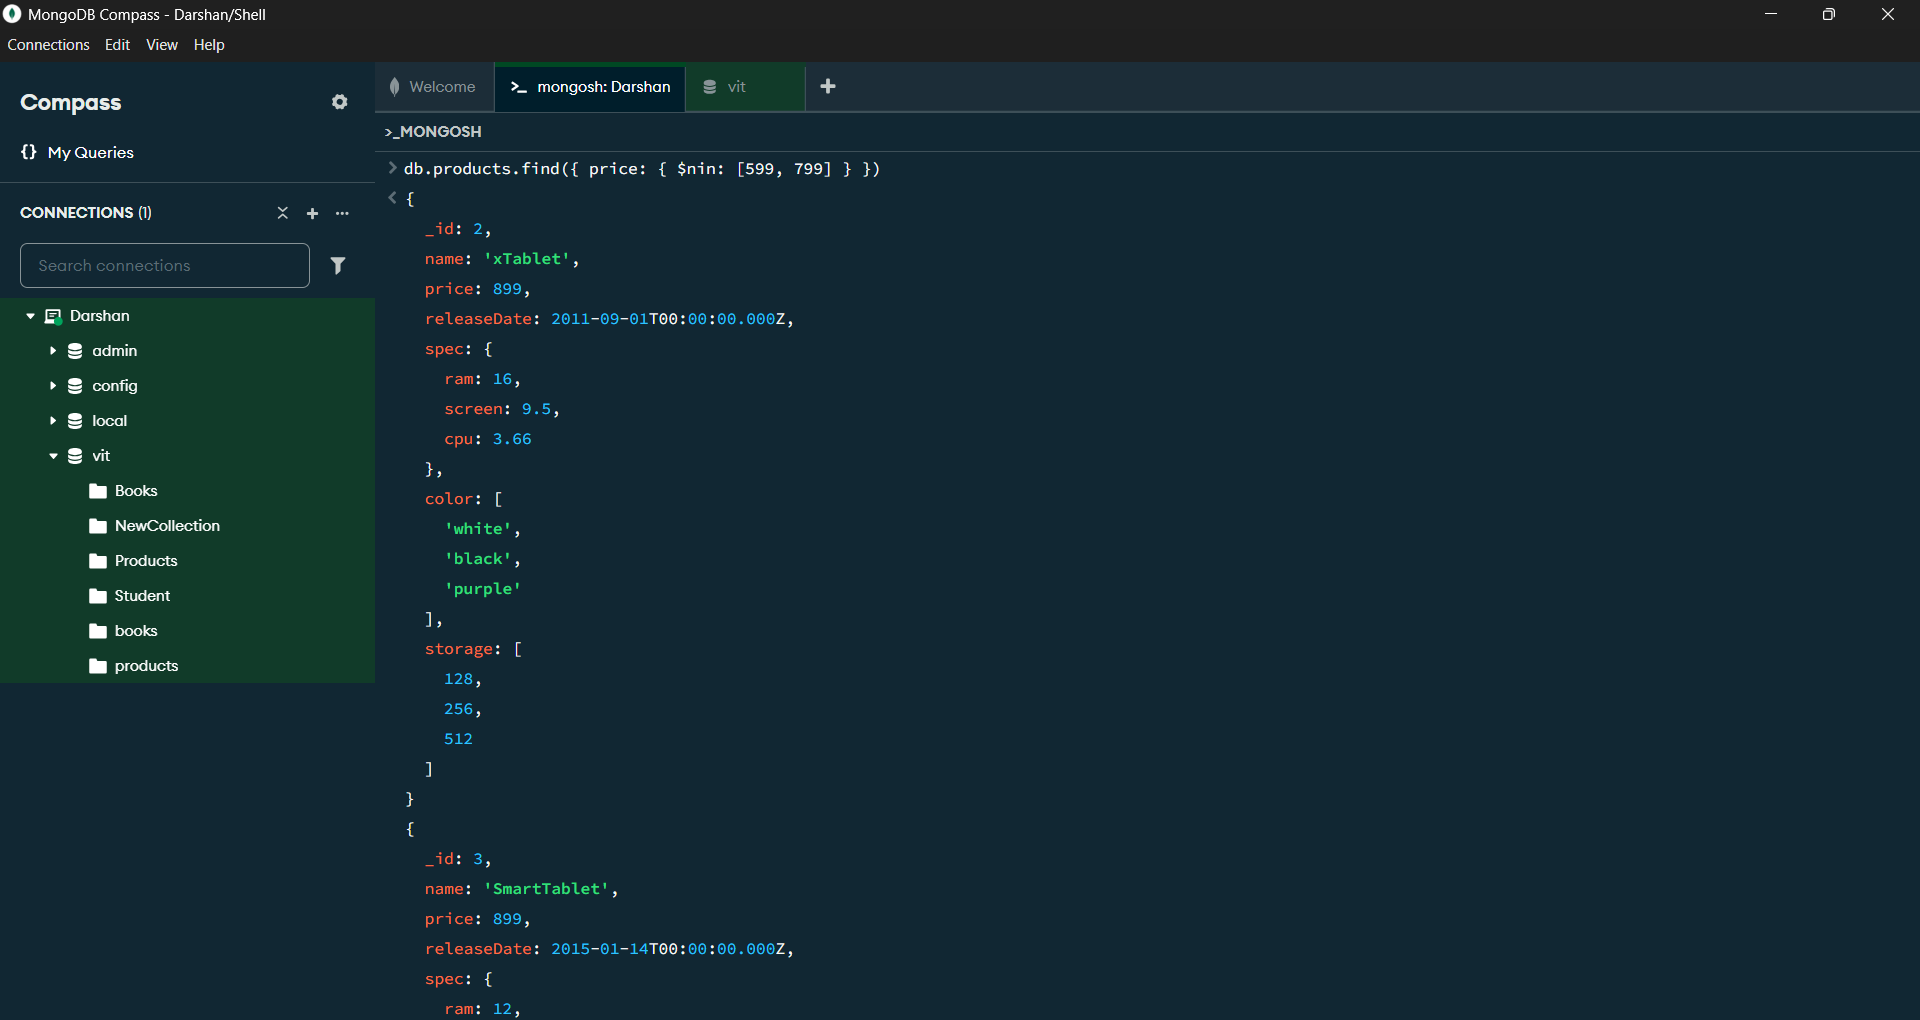 MongoDB Compass - Darshan/Shell
Connections Edit View Help
Compass
{} My Queries
CONNECTIONS (1)
Search connections
Darshan
admin
config
local
vit
Books
NewCollection
Products
Student
books
products
Welcome
>_ mongosh: Darshan
vit
>_MONGOSH
> db.products.find({ price: { $nin: [599, 799] } })
< {
_id: 2,
name: 'xTablet',
price: 899,
releaseDate: 2011-09-01T00:00:00.000Z,
spec: {
ram: 16,
screen: 9.5,
cpu: 3.66
},
color: [
'white',
'black',
'purple'
],
storage: [
128,
256,
512
]
}
{
_id: 3,
name: 'SmartTablet',
price: 899,
releaseDate: 2015-01-14T00:00:00.000Z,
spec: {
ram: 12,